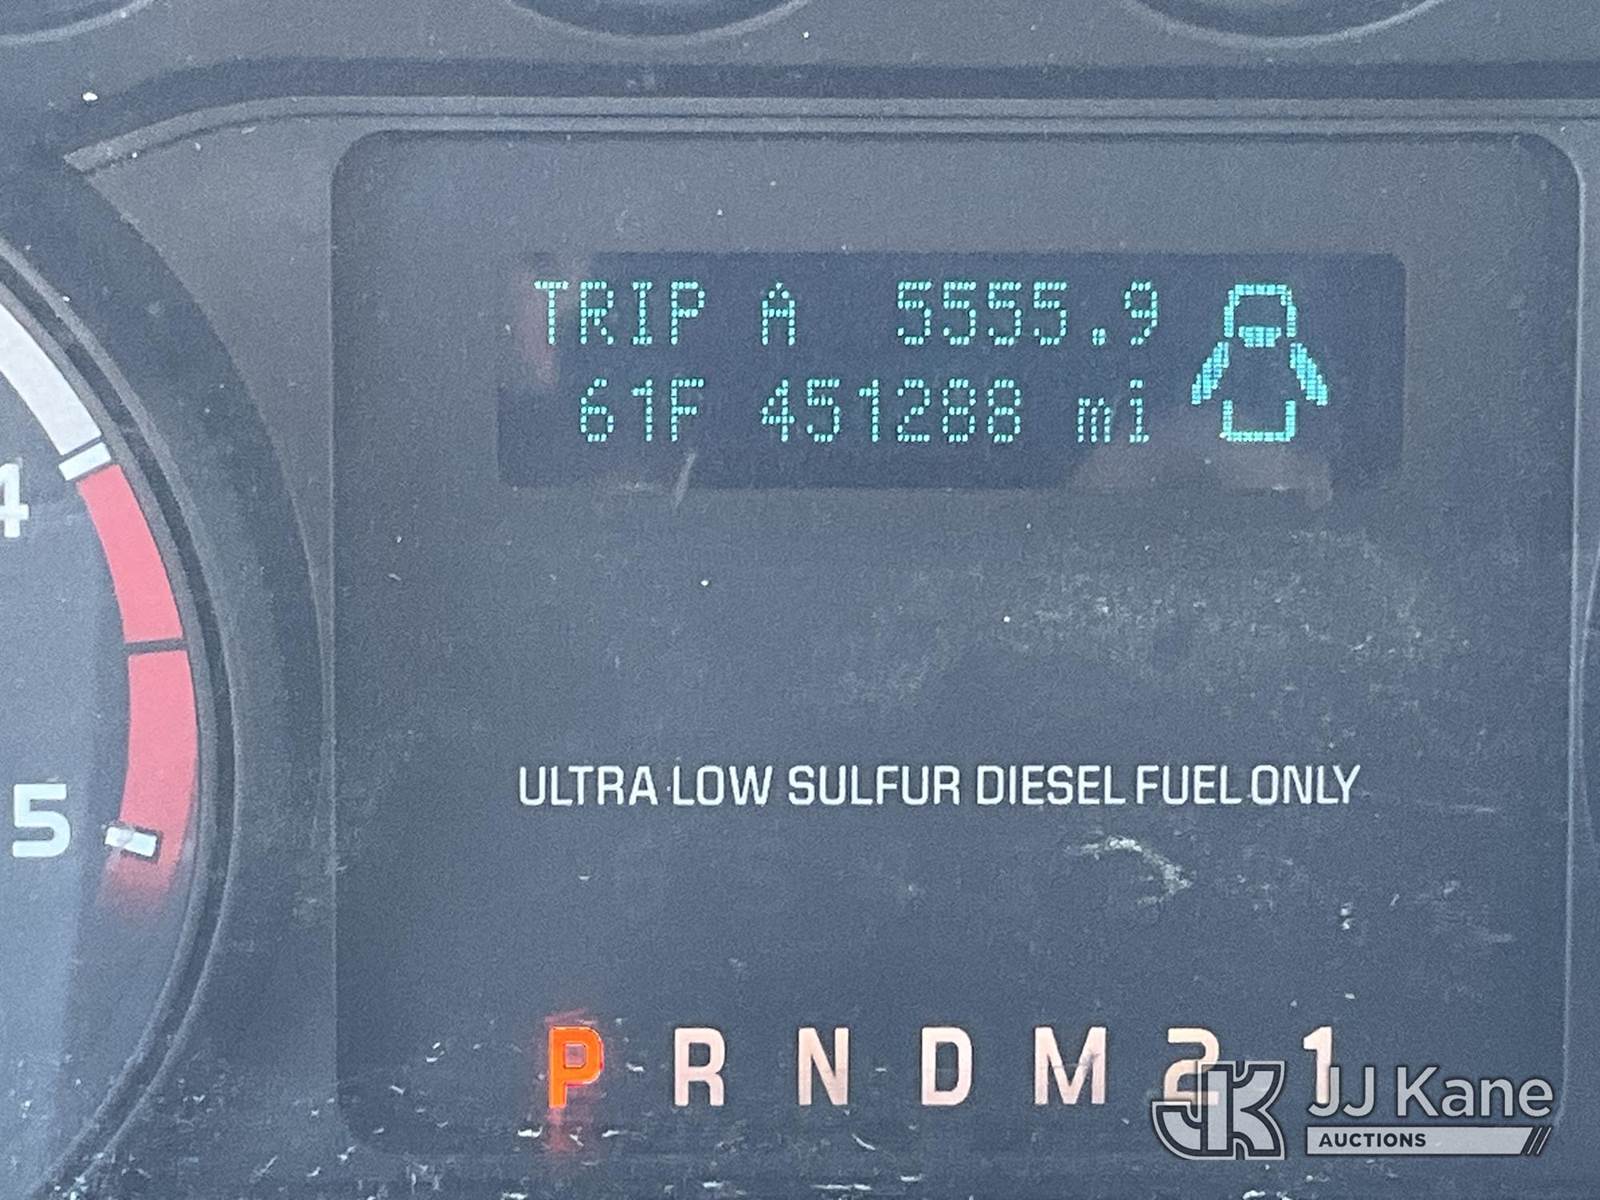 TRIP A 5555.9
61F 451288 mi
4
ULTRA LOW SULFUR DIESEL FUEL ONLY
5
P R N D M 2 1
JK JJ Kane
AUCTIONS